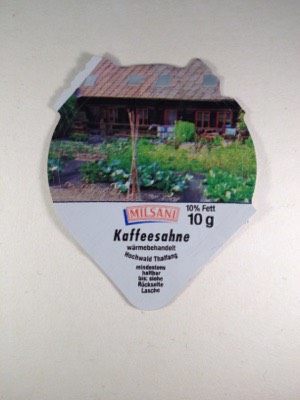 MILSANI
10% Fett
10 g
Kaffeesahne
wärmebehandelt
Hochwald Thalfang
mindestens
haltbar
bis: siehe
Rückseite
Lasche